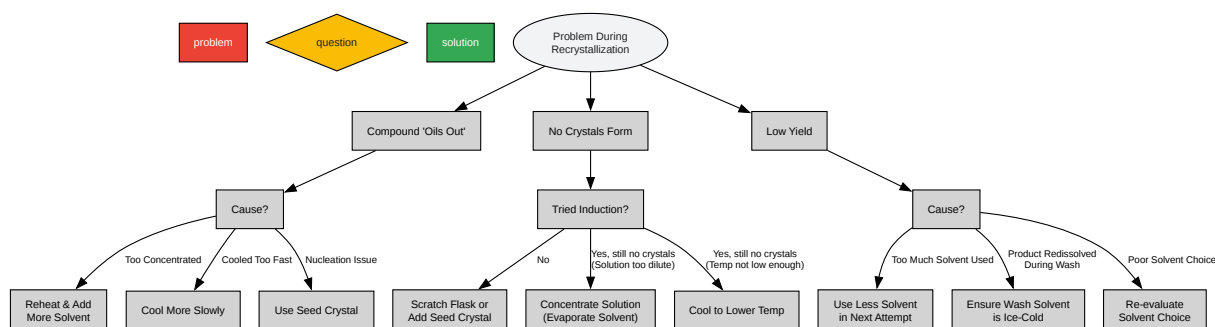 problem
question
solution
Problem During
Recrystallization
Compound 'Oils Out'
No Crystals Form
Low Yield
Cause?
Tried Induction?
Cause?
Too Concentrated
Cooled Too Fast
Nucleation Issue
No
Yes, still no crystals
(Solution too dilute)
Yes, still no crystals
(Temp not low enough)
Too Much Solvent Used
Product Redissolved
During Wash
Poor Solvent Choice
Reheat & Add
More Solvent
Cool More Slowly
Use Seed Crystal
Scratch Flask or
Add Seed Crystal
Concentrate Solution
(Evaporate Solvent)
Cool to Lower Temp
Use Less Solvent
in Next Attempt
Ensure Wash Solvent
is Ice-Cold
Re-evaluate
Solvent Choice